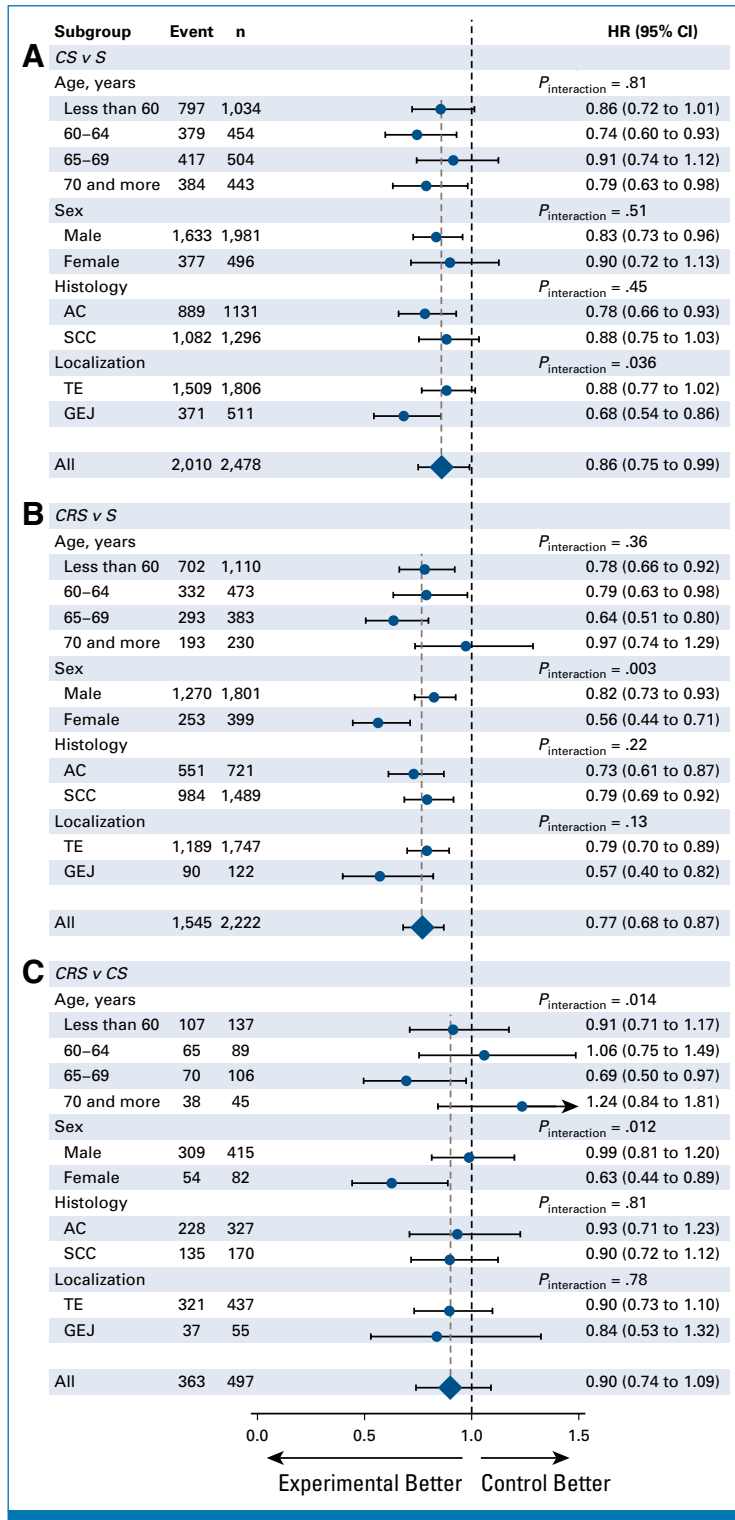 Subgroup Event n HR (95% CI)
A CS v S
Age, years Pinteraction = .81
Less than 60 797 1,034 0.86 (0.72 to 1.01)
60–64 379 454 0.74 (0.60 to 0.93)
65–69 417 504 0.91 (0.74 to 1.12)
70 and more 384 443 0.79 (0.63 to 0.98)
Sex Pinteraction = .51
Male 1,633 1,981 0.83 (0.73 to 0.96)
Female 377 496 0.90 (0.72 to 1.13)
Histology Pinteraction = .45
AC 889 1131 0.78 (0.66 to 0.93)
SCC 1,082 1,296 0.88 (0.75 to 1.03)
Localization Pinteraction = .036
TE 1,509 1,806 0.88 (0.77 to 1.02)
GEJ 371 511 0.68 (0.54 to 0.86)
All 2,010 2,478 0.86 (0.75 to 0.99)
B CRS v S
Age, years Pinteraction = .36
Less than 60 702 1,110 0.78 (0.66 to 0.92)
60–64 332 473 0.79 (0.63 to 0.98)
65–69 293 383 0.64 (0.51 to 0.80)
70 and more 193 230 0.97 (0.74 to 1.29)
Sex Pinteraction = .003
Male 1,270 1,801 0.82 (0.73 to 0.93)
Female 253 399 0.56 (0.44 to 0.71)
Histology Pinteraction = .22
AC 551 721 0.73 (0.61 to 0.87)
SCC 984 1,489 0.79 (0.69 to 0.92)
Localization Pinteraction = .13
TE 1,189 1,747 0.79 (0.70 to 0.89)
GEJ 90 122 0.57 (0.40 to 0.82)
All 1,545 2,222 0.77 (0.68 to 0.87)
C CRS v CS
Age, years Pinteraction = .014
Less than 60 107 137 0.91 (0.71 to 1.17)
60–64 65 89 1.06 (0.75 to 1.49)
65–69 70 106 0.69 (0.50 to 0.97)
70 and more 38 45 1.24 (0.84 to 1.81)
Sex Pinteraction = .012
Male 309 415 0.99 (0.81 to 1.20)
Female 54 82 0.63 (0.44 to 0.89)
Histology Pinteraction = .81
AC 228 327 0.93 (0.71 to 1.23)
SCC 135 170 0.90 (0.72 to 1.12)
Localization Pinteraction = .78
TE 321 437 0.90 (0.73 to 1.10)
GEJ 37 55 0.84 (0.53 to 1.32)
All 363 497 0.90 (0.74 to 1.09)
0.0 0.5 1.0 1.5
Experimental Better Control Better